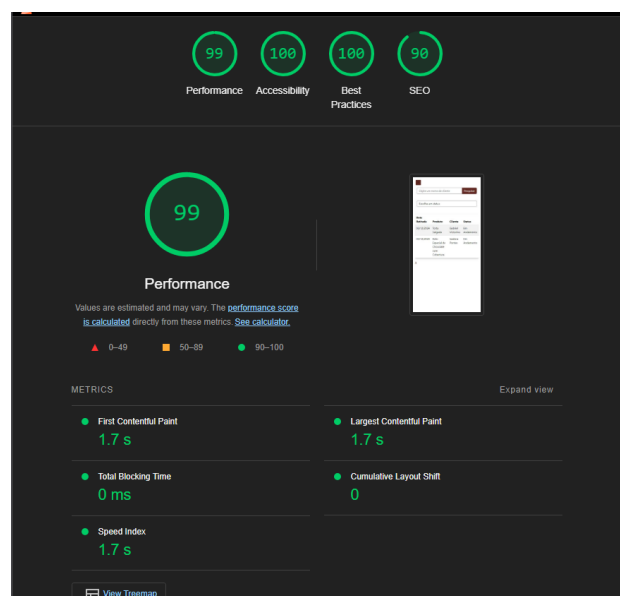 99
100
100
90
Performance
Accessibility
Best
Practices
SEO
99
Performance
Values are estimated and may vary. The performance score
is calculated directly from these metrics. See calculator.
0–49
50–89
90–100
METRICS
Expand view
First Contentful Paint
1.7 s
Largest Contentful Paint
1.7 s
Total Blocking Time
0 ms
Cumulative Layout Shift
0
Speed Index
1.7 s
View Treemap